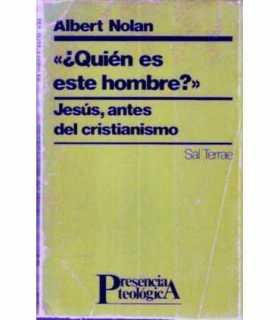 Albert Nolan
«¿Quién es
este hombre?»
Jesús, antes
del cristianismo
Sal Terrae
Presencia
teológicA